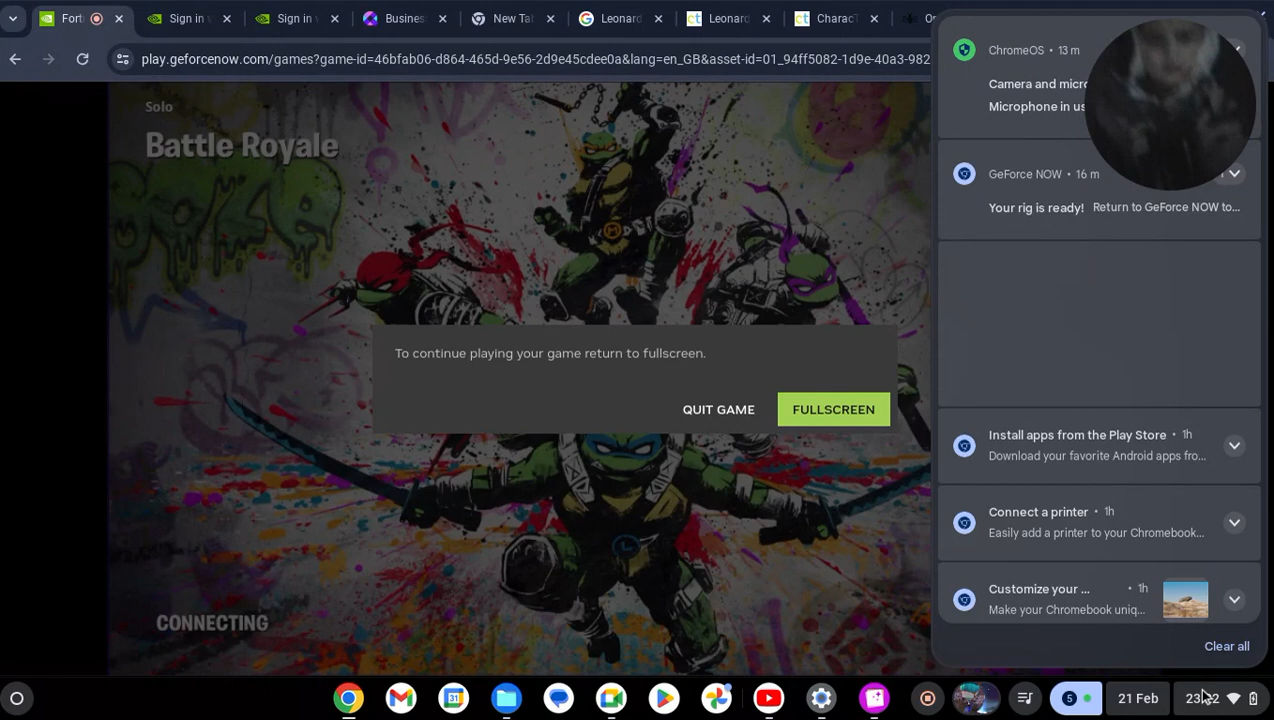 Fort
Sign in
Sign in
Busines
New Tab
Leonard
Leonard
Charac
play.geforcenow.com/games?game-id=46bfab06-d864-465d-9e56-2d9e45cdee0a&lang=en_GB&asset-id=01_94ff5082-1d9e-40a3-982
ChromeOS • 13 m
Camera and micro
Microphone in us
GeForce NOW • 16 m
Your rig is ready! Return to GeForce NOW to...
Solo
Battle Royale
To continue playing your game return to fullscreen.
QUIT GAME
FULLSCREEN
Install apps from the Play Store • 1h
Download your favorite Android apps fro...
Connect a printer • 1h
Easily add a printer to your Chromebook...
Customize your ... • 1h
Make your Chromebook uniq...
CONNECTING
Clear all
31
5
21 Feb